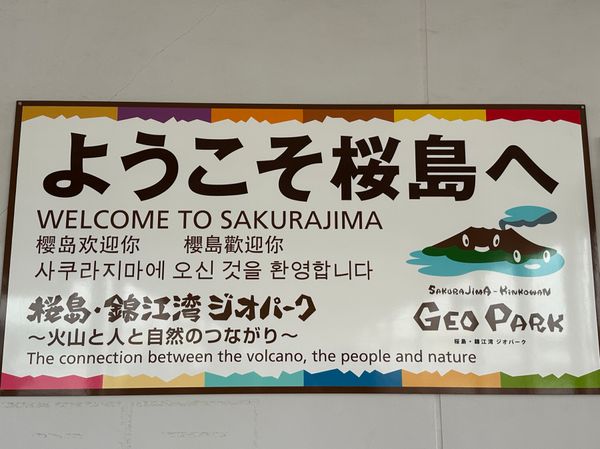 ようこそ桜島へ
WELCOME TO SAKURAJIMA
樱岛欢迎你 櫻島歡迎你
사쿠라지마에 오신 것을 환영합니다
桜島・錦江湾 ジオパーク
～火山と人と自然のつながり～
The connection between the volcano, the people and nature
SAKURAJIMA-KINKOWAN
GEO PARK
桜島・錦江湾 ジオパーク